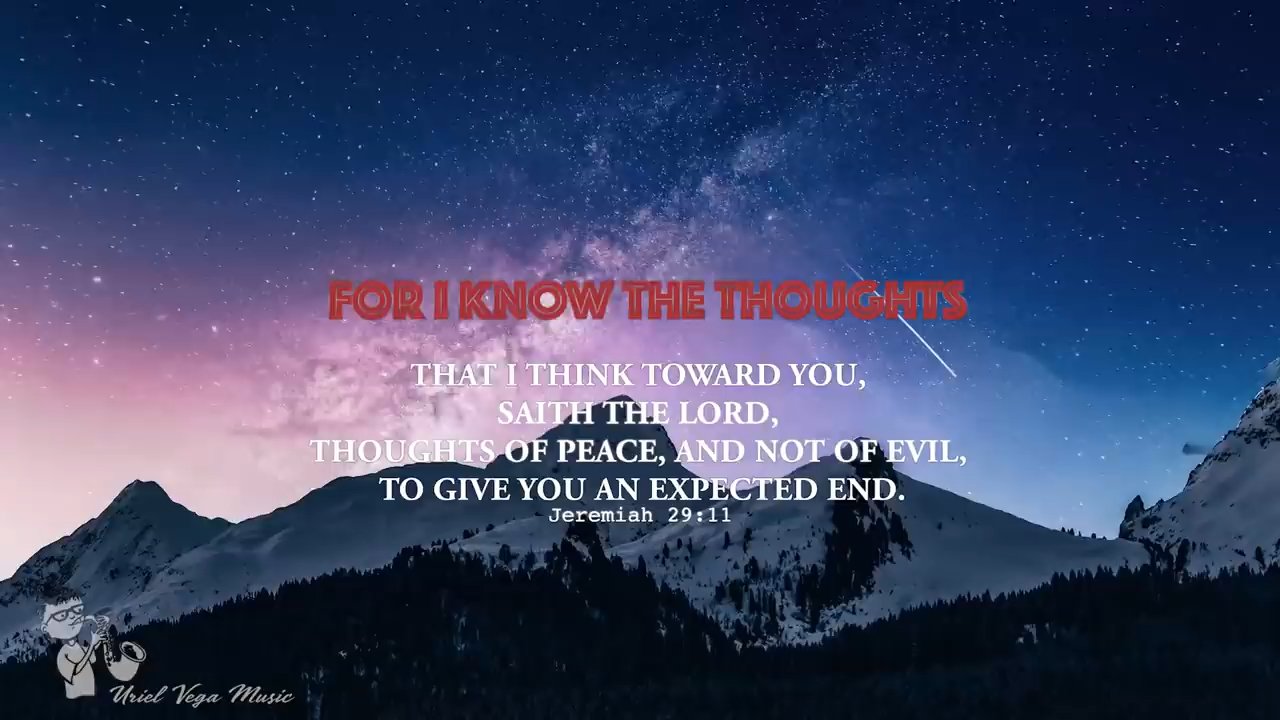 FOR I KNOW THE THOUGHTS
THAT I THINK TOWARD YOU,
SAITH THE LORD,
THOUGHTS OF PEACE, AND NOT OF EVIL,
TO GIVE YOU AN EXPECTED END.
Jeremiah 29:11
Uriel Vega Music